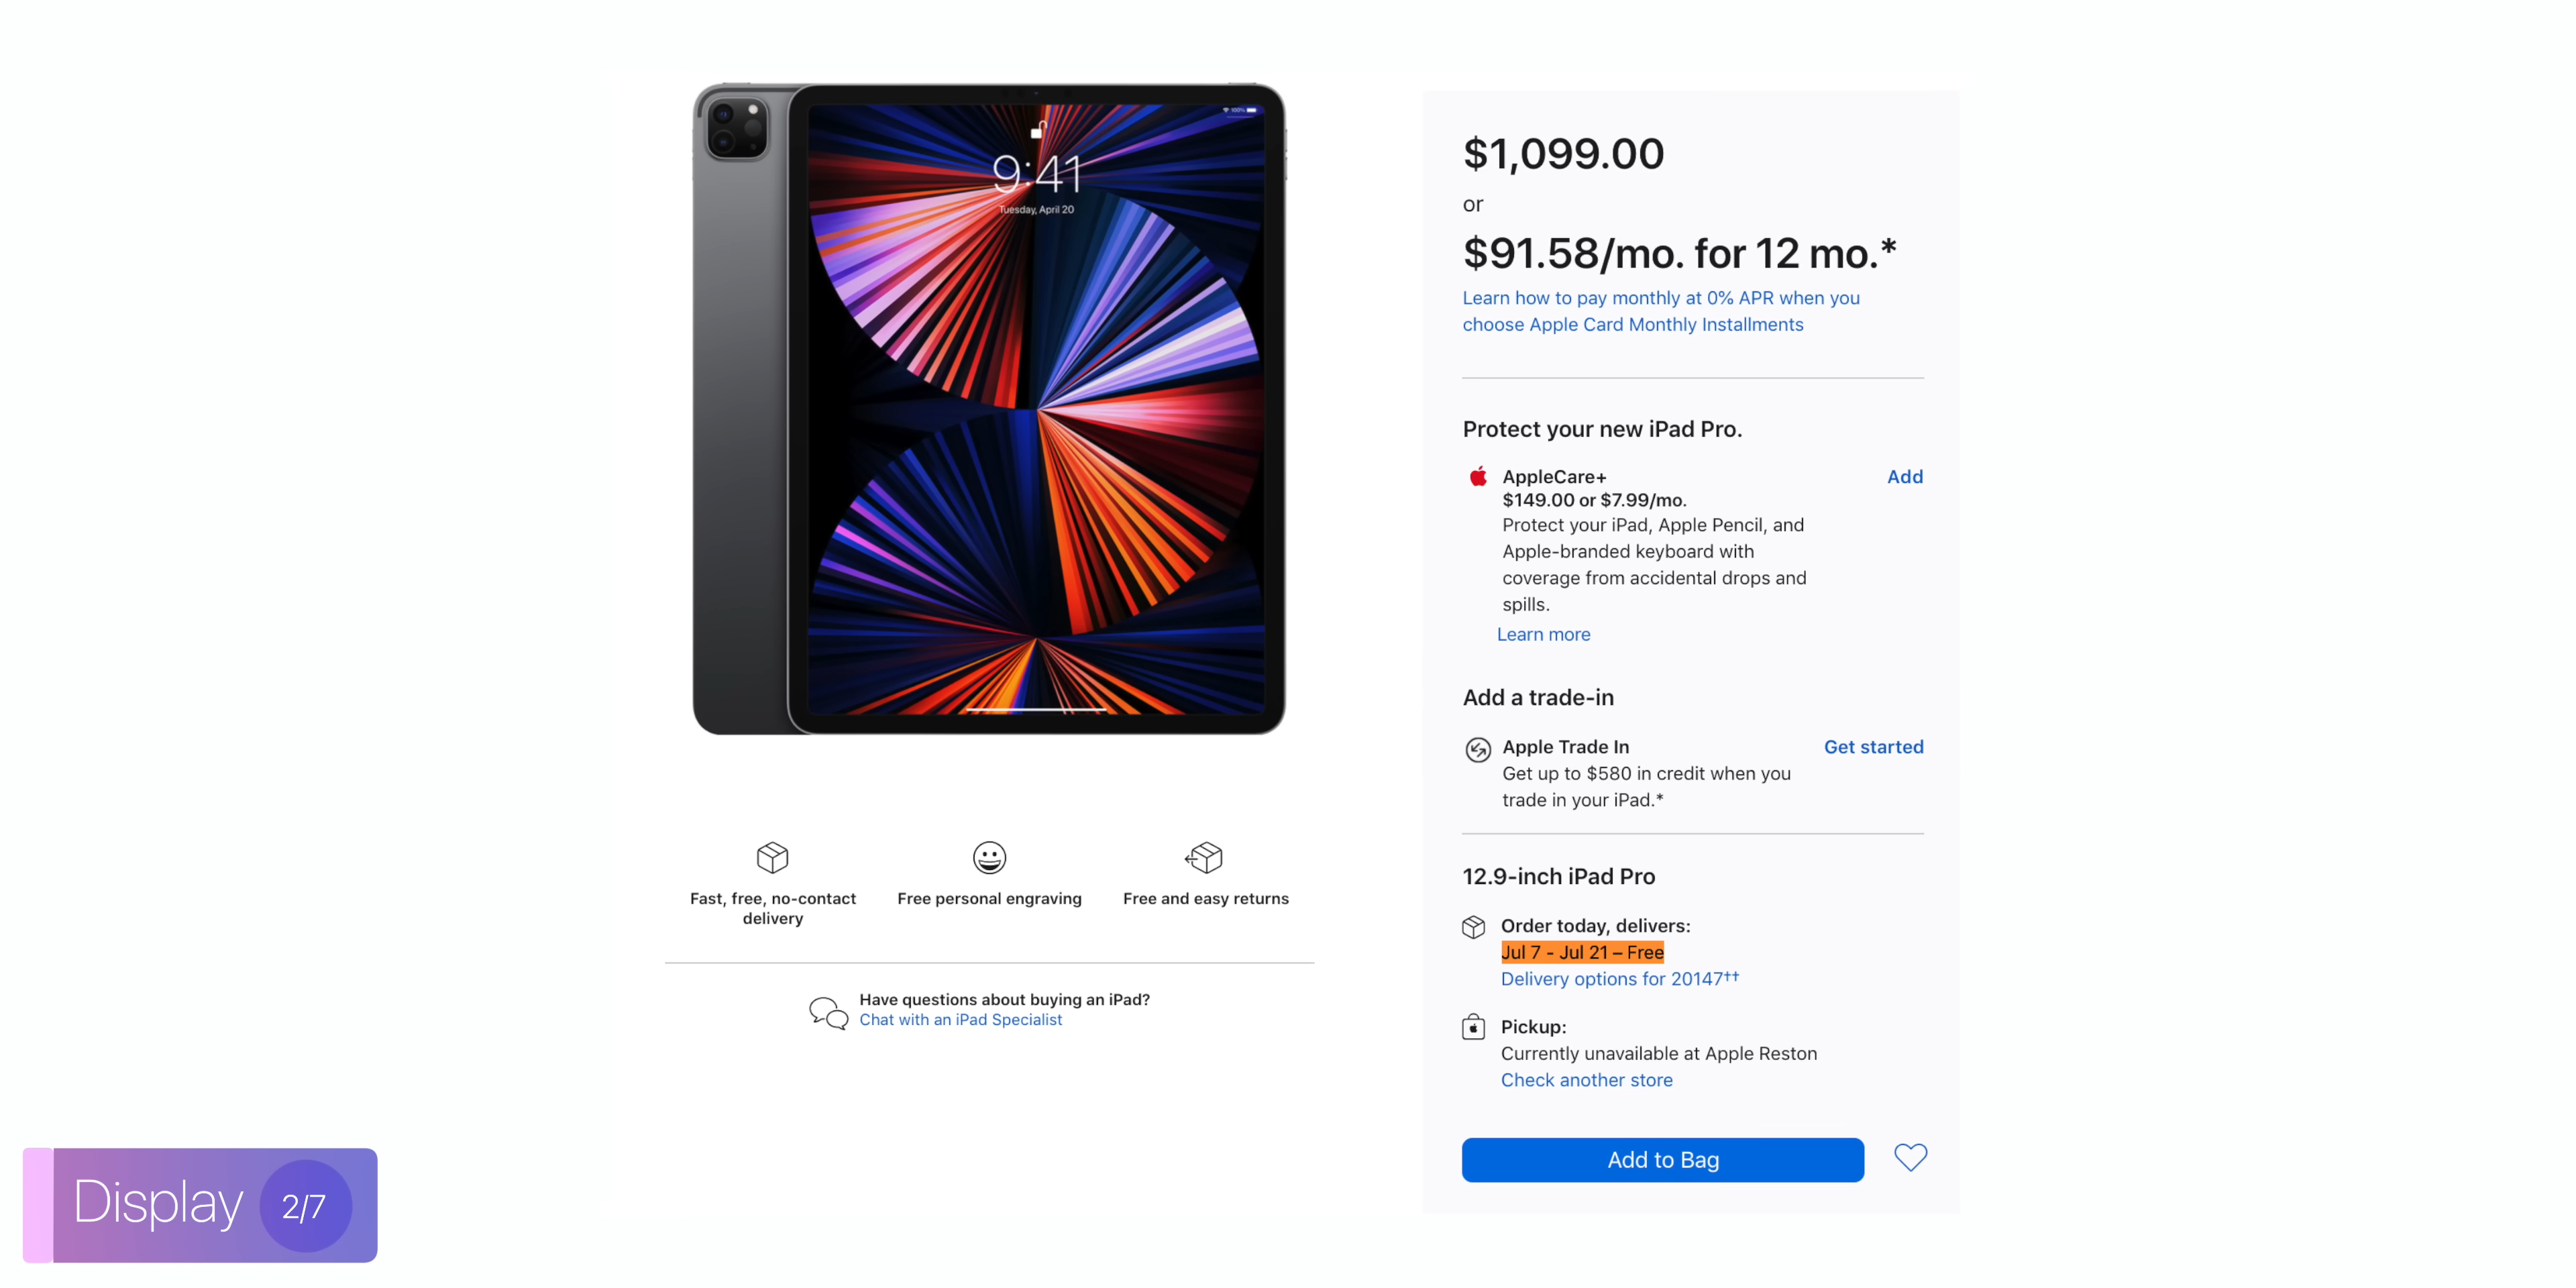 100%
9:41
Tuesday, April 20
Fast, free, no-contact
delivery
Free personal engraving
Free and easy returns
Have questions about buying an iPad?
Chat with an iPad Specialist
$1,099.00
or
$91.58/mo. for 12 mo.*
Learn how to pay monthly at 0% APR when you
choose Apple Card Monthly Installments
Protect your new iPad Pro.
AppleCare+ Add
$149.00 or $7.99/mo.
Protect your iPad, Apple Pencil, and
Apple-branded keyboard with
coverage from accidental drops and
spills.
Learn more
Add a trade-in
Apple Trade In Get started
Get up to $580 in credit when you
trade in your iPad.*
12.9-inch iPad Pro
Order today, delivers:
Jul 7 - Jul 21 – Free
Delivery options for 20147††
Pickup:
Currently unavailable at Apple Reston
Check another store
Add to Bag
Display 2/7